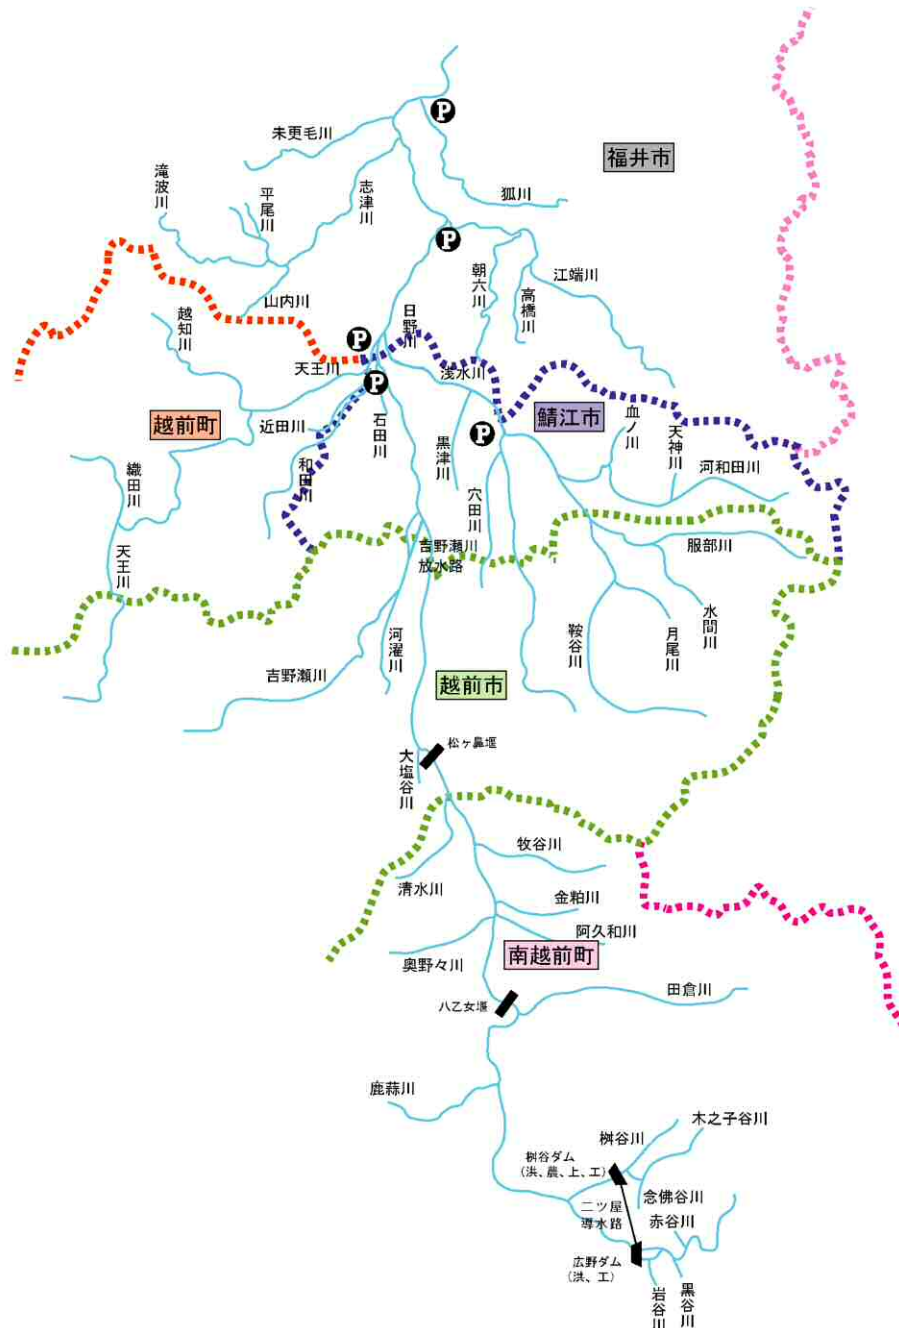 P
未更毛川
福井市
滝波川
平尾川
志津川
狐川
P
朝六川
江端川
高橋川
山内川
越知川
日野川
P
天王川
浅水川
P
越前町
近田川
石田川
黒津川
P
鯖江市
血ノ川
天神川
河和田川
織田川
和田川
穴田川
天王川
吉野瀬川
放水路
服部川
水間川
河濯川
鞍谷川
月尾川
吉野瀬川
越前市
松ヶ鼻堰
大塩谷川
牧谷川
清水川
金粕川
阿久和川
奥野々川
南越前町
田倉川
八乙女堰
鹿蒜川
木之子谷川
桝谷川
桝谷ダム
(洪、農、上、工)
念佛谷川
二ツ屋
導水路
赤谷川
広野ダム
(洪、工)
岩谷川
黒谷川